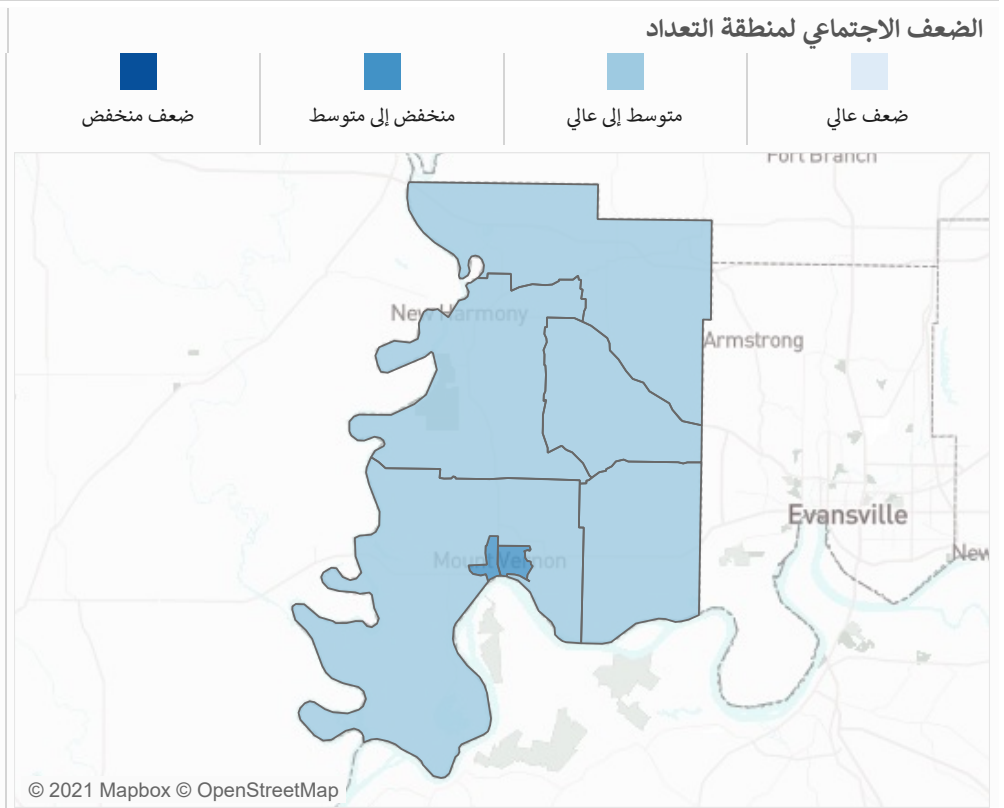 الضعف الاجتماعي لمنطقة التعداد
ضعف عالي
متوسط إلى عالي
منخفض إلى متوسط
ضعف منخفض
Fort Branch
New Harmony
Armstrong
Evansville
Mount Vernon
New
© 2021 Mapbox © OpenStreetMap